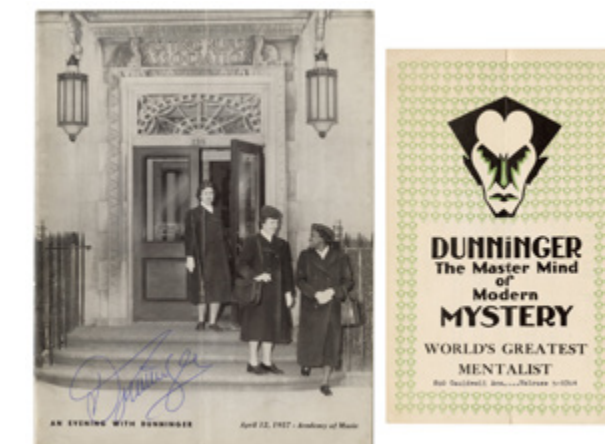 Dunninger
AN EVENING WITH DUNNINGER
April 12, 1957 - Academy of Music
DUNNiNGER
The Master Mind
of
Modern
MYSTERY
WORLD'S GREATEST
MENTALIST